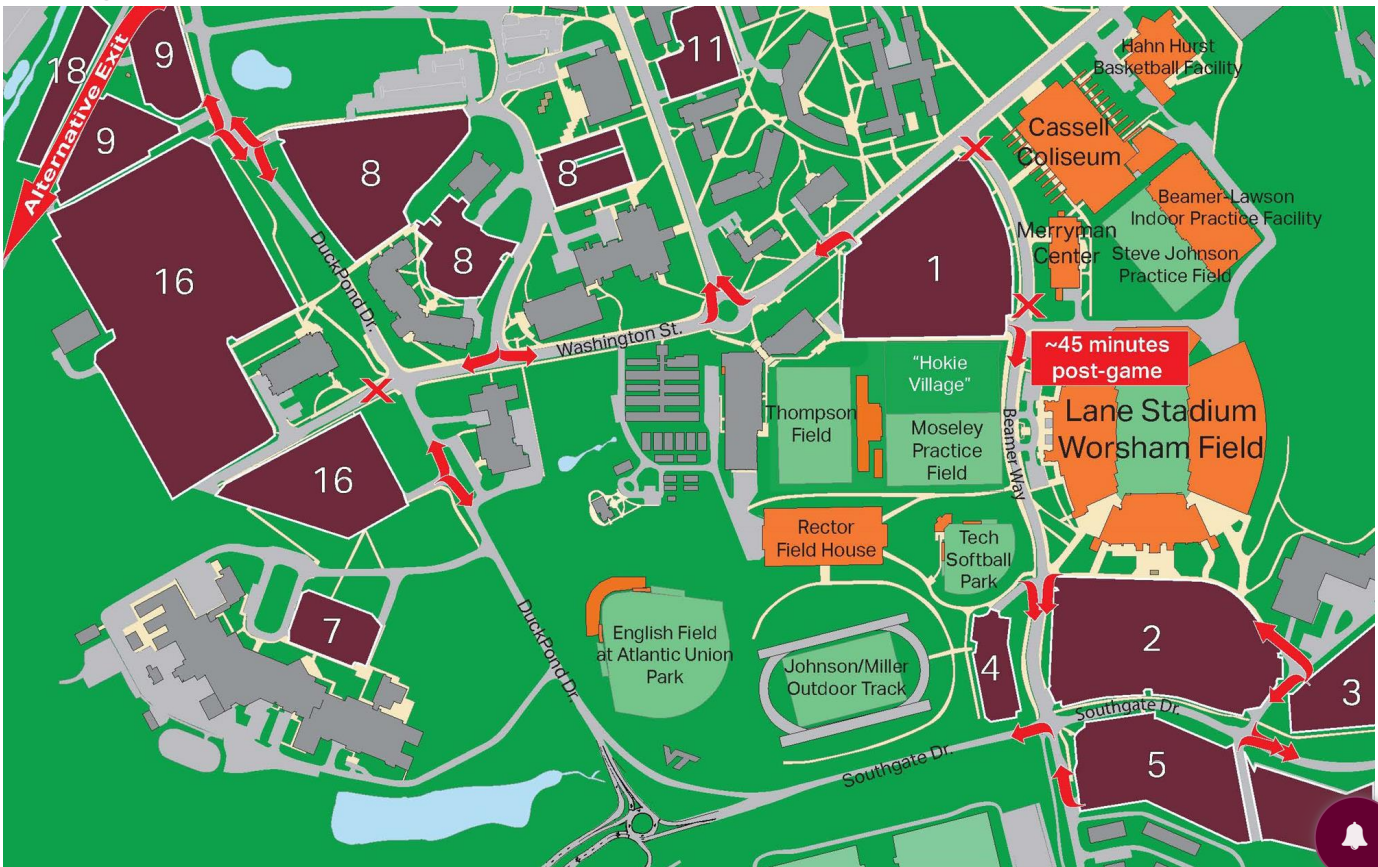 18
9
11
Hahn Hurst
Basketball Facility
Alternative Exit
9
8
8
Cassell
Coliseum
Beamer-Lawson
Indoor Practice Facility
16
DuckPond Dr.
8
1
Merryman
Center
Steve Johnson
Practice Field
Washington St.
~45 minutes
post-game
"Hokie
Village"
Thompson
Field
Moseley
Practice
Field
Beamer Way
Lane Stadium
Worsham Field
16
Rector
Field House
Tech
Softball
Park
7
DuckPond Dr.
English Field
at Atlantic Union
Park
Johnson/Miller
Outdoor Track
4
2
3
Southgate Dr.
VT
Southgate Dr.
5